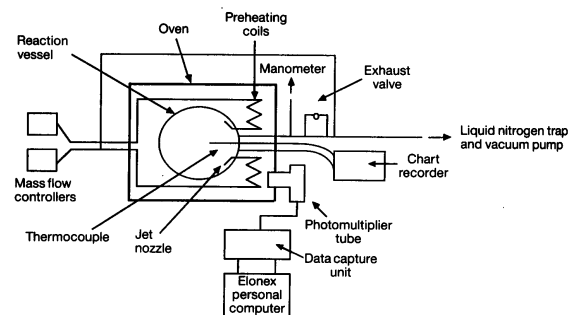 Preheating
coils
Oven
Reaction
vessel
Manometer
Exhaust
valve
Liquid nitrogen trap
and vacuum pump
Chart
recorder
Mass flow
controllers
Photomultiplier
tube
Thermocouple
Jet
nozzle
Data capture
unit
Elonex
personal
computer